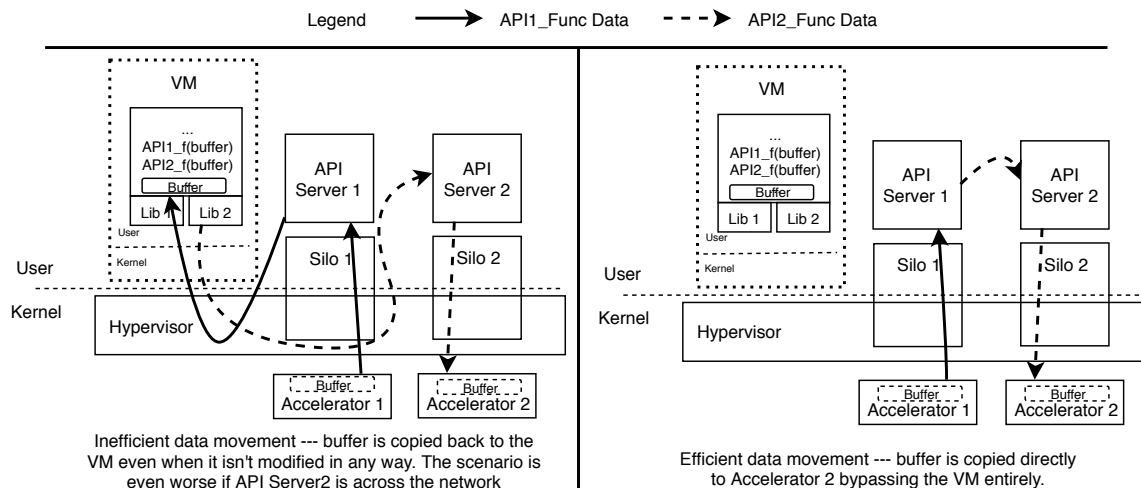 Legend
API1_Func Data
API2_Func Data
VM
...
API1_f(buffer)
API2_f(buffer)
Buffer
Lib 1
Lib 2
User
Kernel
API
Server 1
API
Server 2
Silo 1
Silo 2
User
Kernel
Hypervisor
Buffer
Accelerator 1
Buffer
Accelerator 2
Inefficient data movement --- buffer is copied back to the
VM even when it isn't modified in any way. The scenario is
even worse if API Server2 is across the network
VM
...
API1_f(buffer)
API2_f(buffer)
Buffer
Lib 1
Lib 2
User
Kernel
API
Server 1
API
Server 2
Silo 1
Silo 2
User
Kernel
Hypervisor
Buffer
Accelerator 1
Buffer
Accelerator 2
Efficient data movement --- buffer is copied directly
to Accelerator 2 bypassing the VM entirely.